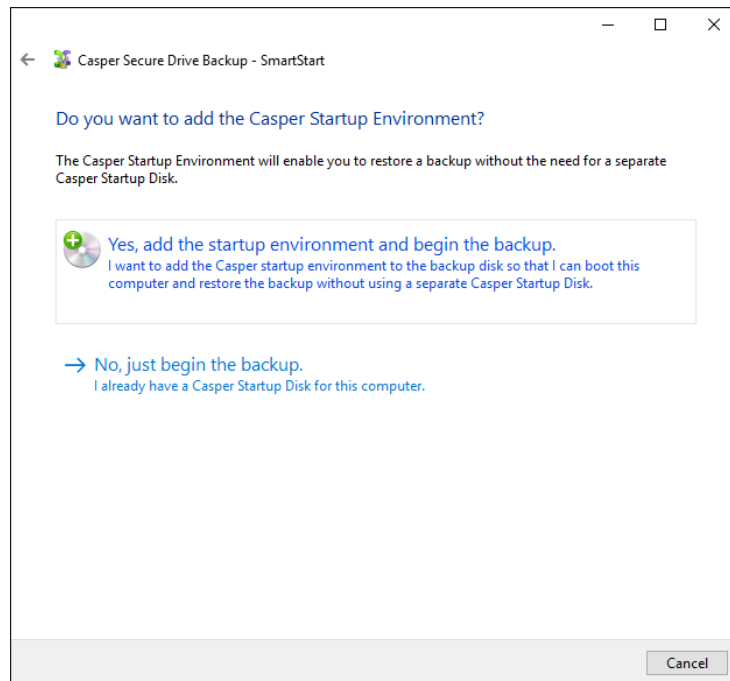 Casper Secure Drive Backup - SmartStart
Do you want to add the Casper Startup Environment?
The Casper Startup Environment will enable you to restore a backup without the need for a separate
Casper Startup Disk.
Yes, add the startup environment and begin the backup.
I want to add the Casper startup environment to the backup disk so that I can boot this
computer and restore the backup without using a separate Casper Startup Disk.
No, just begin the backup.
I already have a Casper Startup Disk for this computer.
Cancel